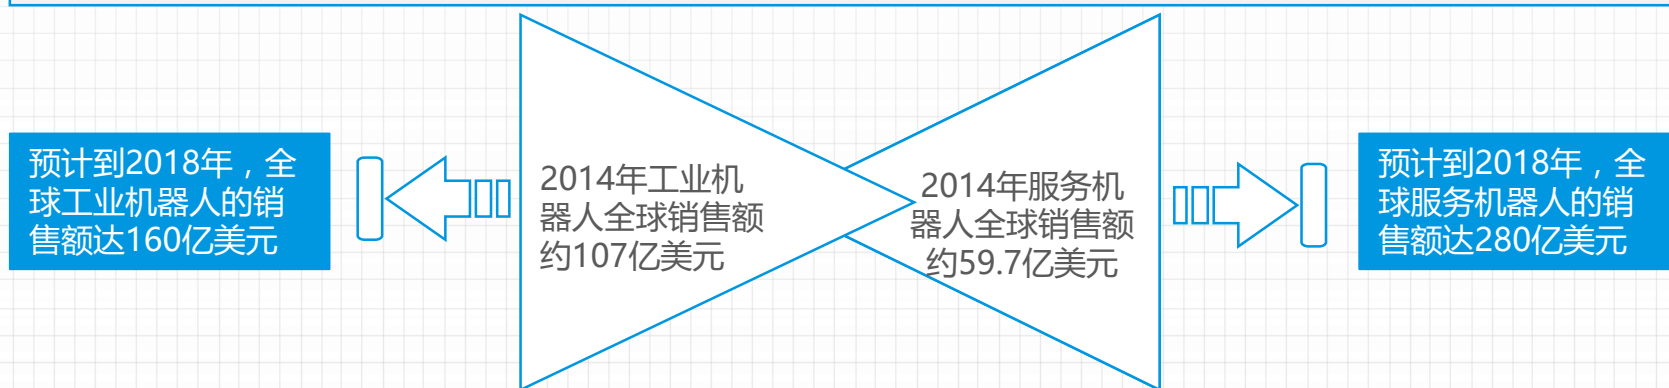 预计到2018年，全
球工业机器人的销
售额达160亿美元
2014年工业机
器人全球销售额
约107亿美元
2014年服务机
器人全球销售额
约59.7亿美元
预计到2018年，全
球服务机器人的销
售额达280亿美元